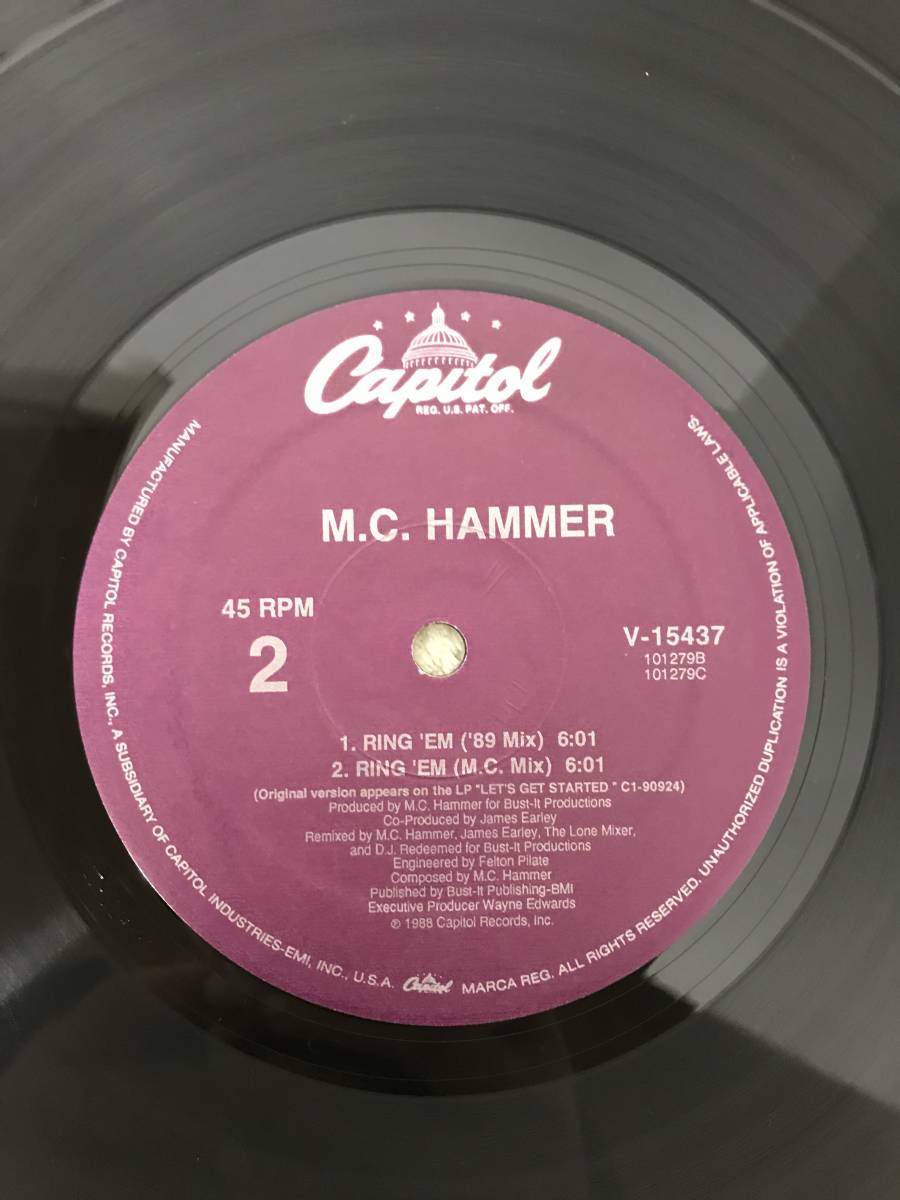 Capitol
REG. U.S. PAT. OFF.
M.C. HAMMER
45 RPM
2
V-15437
101279B
101279C
1. RING 'EM ('89 Mix) 6:01
2. RING 'EM (M.C. Mix) 6:01
(Original version appears on the LP "LET'S GET STARTED " C1-90924)
Produced by M.C. Hammer for Bust-It Productions
Co-Produced by James Earley
Remixed by M.C. Hammer, James Earley, The Lone Mixer,
and D.J. Redeemed for Bust-It Productions
Engineered by Felton Pilate
Composed by M.C. Hammer
Published by Bust-It Publishing-BMI
Executive Producer Wayne Edwards
℗ 1988 Capitol Records, Inc.
MANUFACTURED BY CAPITOL RECORDS, INC., A SUBSIDIARY OF CAPITOL INDUSTRIES-EMI, INC., U.S.A. Capitol MARCA REG. ALL RIGHTS RESERVED. UNAUTHORIZED DUPLICATION IS A VIOLATION OF APPLICABLE LAWS.